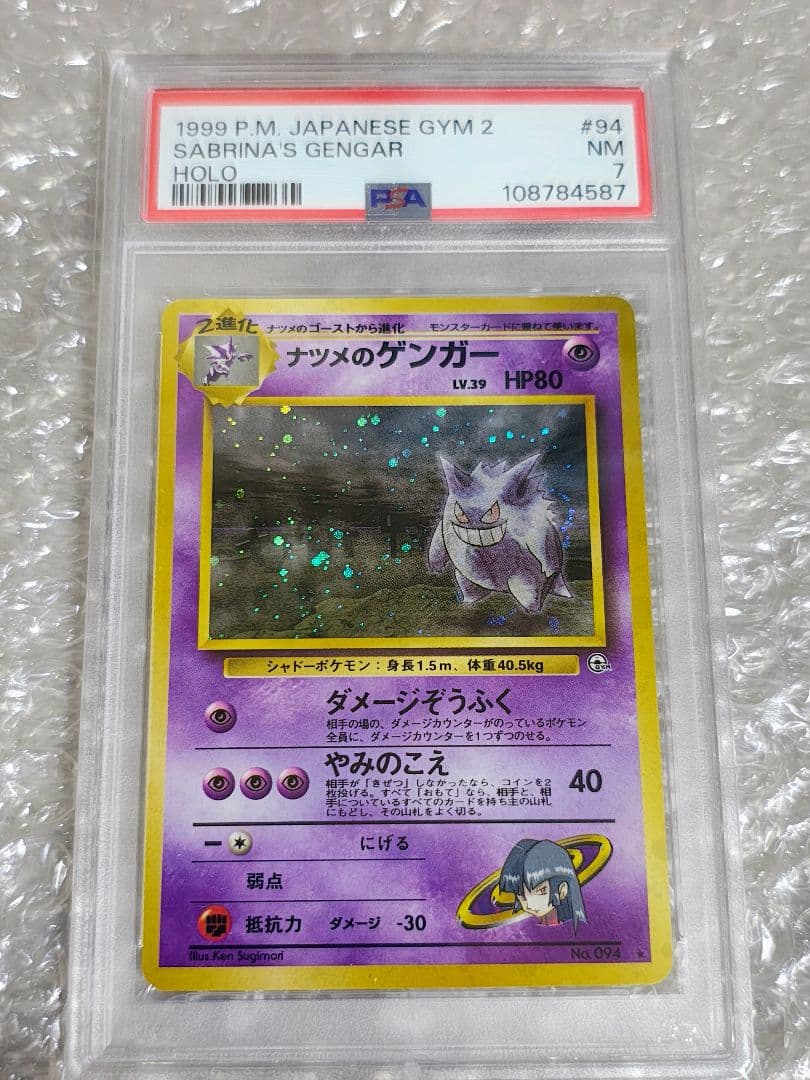 1999 P.M. JAPANESE GYM 2 #94
SABRINA'S GENGAR NM
HOLO 7
PSA 108784587
2進化 ナツメのゴーストから進化 モンスターカードに重ねて使います。
ナツメのゲンガー
LV.39 HP80
シャドーポケモン:身長1.5m、体重40.5kg
GYM
ダメージぞうふく
相手の場の、ダメージカウンターがのっているポケモン
全員に、ダメージカウンターを1つずつのせる。
やみのこえ 40
相手が「きぜつ」しなかったなら、コインを2
枚投げる。すべて「おもて」なら、相手と、相
手についているすべてのカードを持ち主の山札
にもどし、その山札をよく切る。
ー にげる
弱点
抵抗力 ダメージ -30
Illus.Ken Sugimori No. 094 ★